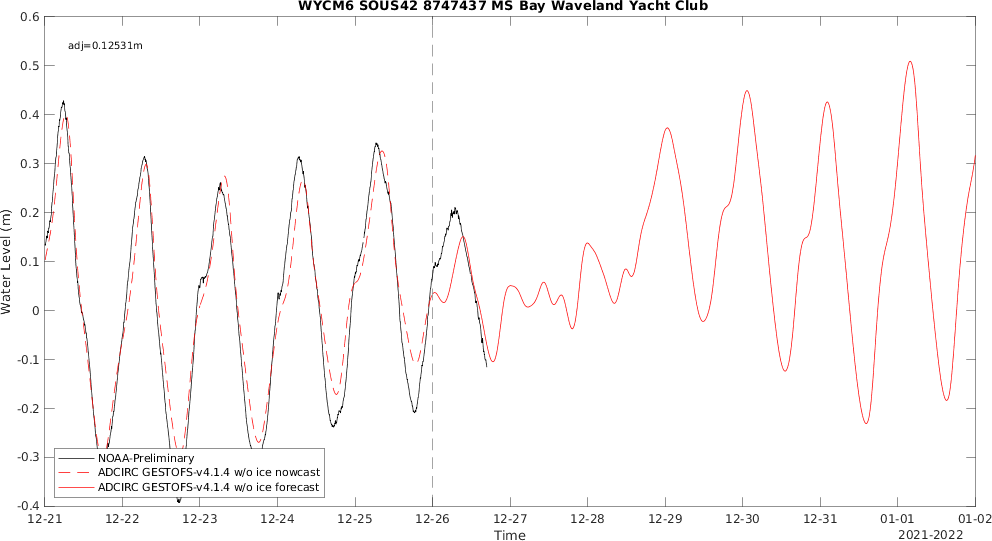 WYCM6 SOUS42 8747437 MS Bay Waveland Yacht Club
adj=0.12531m
Water Level (m)
0.6
0.5
0.4
0.3
0.2
0.1
0
-0.1
-0.2
-0.3
-0.4
NOAA-Preliminary
ADCIRC GESTOFS-v4.1.4 w/o ice nowcast
ADCIRC GESTOFS-v4.1.4 w/o ice forecast
12-21 12-22 12-23 12-24 12-25 12-26 12-27 12-28 12-29 12-30 12-31 01-01 01-02
Time
2021-2022